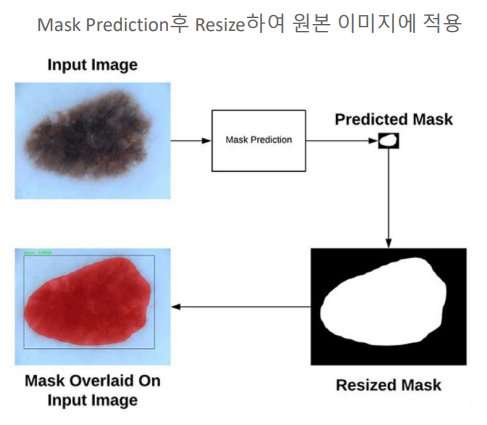 Mask Prediction후 Resize하여 원본 이미지에 적용
Input Image
Mask Prediction
Predicted Mask
Mask Overlaid On
Input Image
Resized Mask